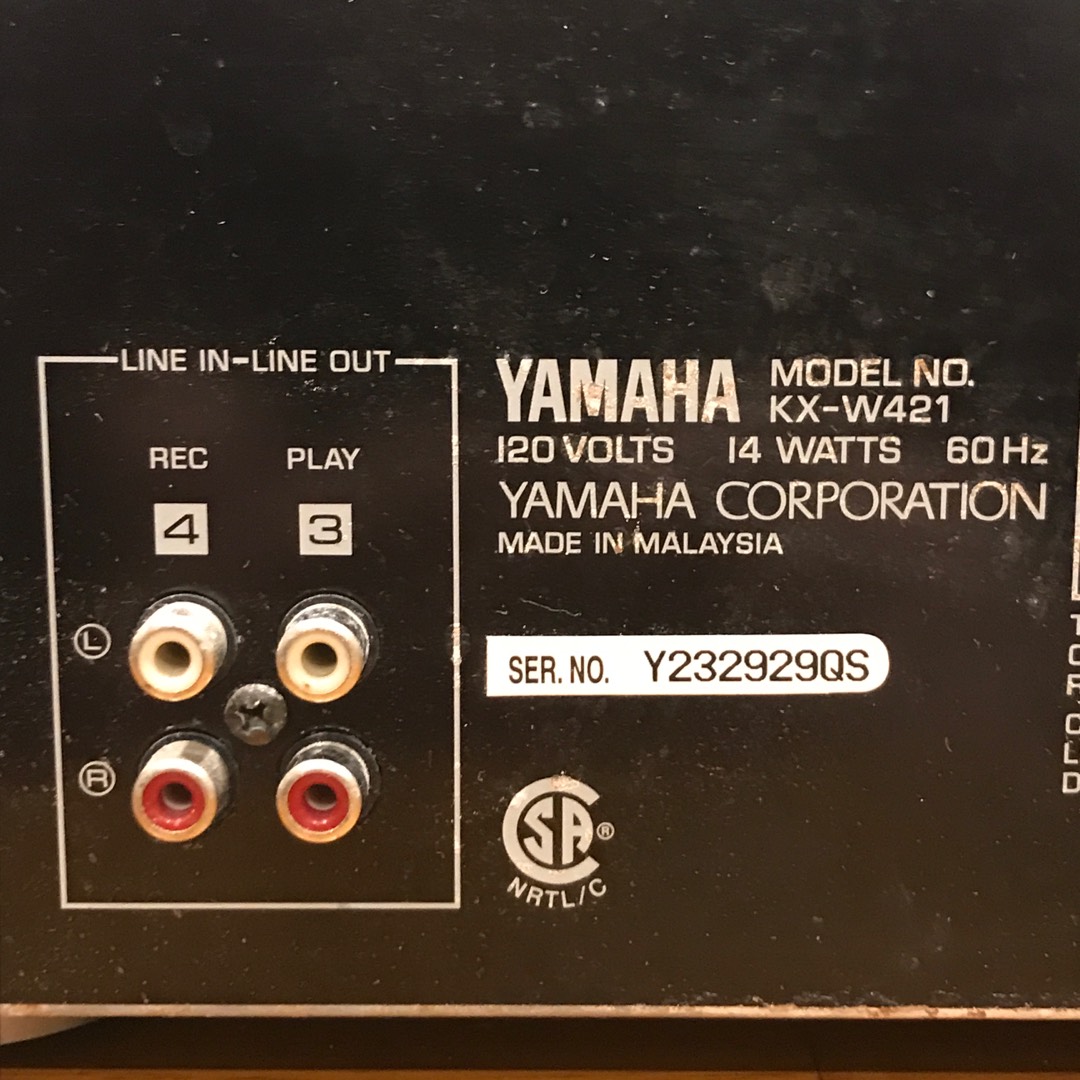 LINE IN-LINE OUT
REC PLAY
4 3
L
R
YAMAHA
MODEL NO.
KX-W421
120 VOLTS 14 WATTS 60 Hz
YAMAHA CORPORATION
MADE IN MALAYSIA
SER. NO. Y232929QS
CSA®
NRTL/C